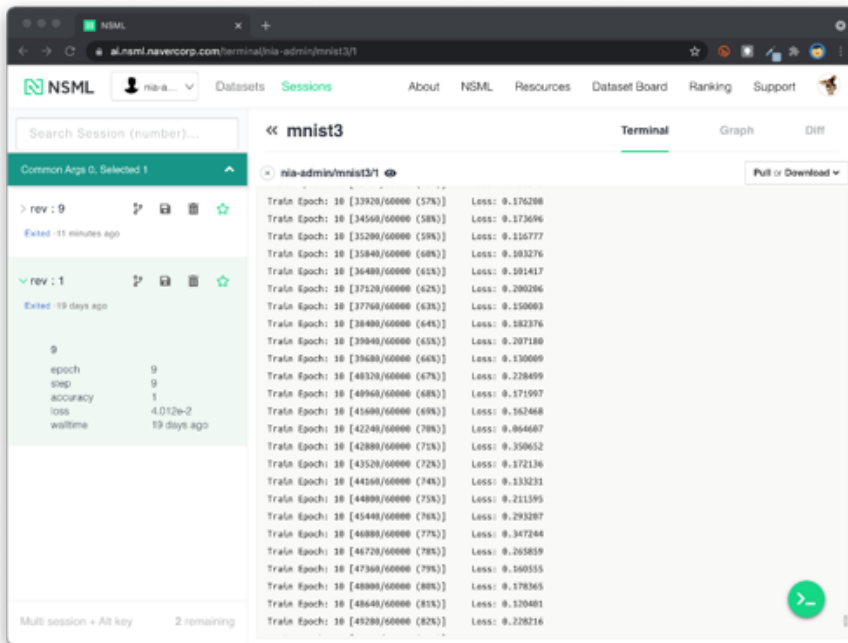 NSML
ai.nsml.navercorp.com/terminal/nia-admin/mnist3/1
NSML
nia-a...
Datasets
Sessions
About
NSML
Resources
Dataset Board
Ranking
Support
Search Session (number)...
Common Args 0, Selected 1
rev : 9
Exited -11 minutes ago
rev : 1
Exited -19 days ago
9
epoch 9
step 9
accuracy 1
loss 4.012e-2
walltime 19 days ago
Multi session + Alt key
2 remaining
« mnist3
Terminal
Graph
Diff
nia-admin/mnist3/1
Pull or Download
Train Epoch: 10 [33920/60000 (57%)] Loss: 0.176208
Train Epoch: 10 [34560/60000 (58%)] Loss: 0.173696
Train Epoch: 10 [35200/60000 (59%)] Loss: 0.116777
Train Epoch: 10 [35840/60000 (60%)] Loss: 0.103276
Train Epoch: 10 [36480/60000 (61%)] Loss: 0.101417
Train Epoch: 10 [37120/60000 (62%)] Loss: 0.200206
Train Epoch: 10 [37760/60000 (63%)] Loss: 0.150003
Train Epoch: 10 [38400/60000 (64%)] Loss: 0.182376
Train Epoch: 10 [39040/60000 (65%)] Loss: 0.207180
Train Epoch: 10 [39680/60000 (66%)] Loss: 0.130009
Train Epoch: 10 [40320/60000 (67%)] Loss: 0.228499
Train Epoch: 10 [40960/60000 (68%)] Loss: 0.171997
Train Epoch: 10 [41600/60000 (69%)] Loss: 0.162468
Train Epoch: 10 [42240/60000 (70%)] Loss: 0.064607
Train Epoch: 10 [42880/60000 (71%)] Loss: 0.350652
Train Epoch: 10 [43520/60000 (72%)] Loss: 0.172136
Train Epoch: 10 [44160/60000 (74%)] Loss: 0.133231
Train Epoch: 10 [44800/60000 (75%)] Loss: 0.211595
Train Epoch: 10 [45440/60000 (76%)] Loss: 0.293207
Train Epoch: 10 [46080/60000 (77%)] Loss: 0.347244
Train Epoch: 10 [46720/60000 (78%)] Loss: 0.265859
Train Epoch: 10 [47360/60000 (79%)] Loss: 0.160555
Train Epoch: 10 [48000/60000 (80%)] Loss: 0.178365
Train Epoch: 10 [48640/60000 (81%)] Loss: 0.120401
Train Epoch: 10 [49280/60000 (82%)] Loss: 0.228216